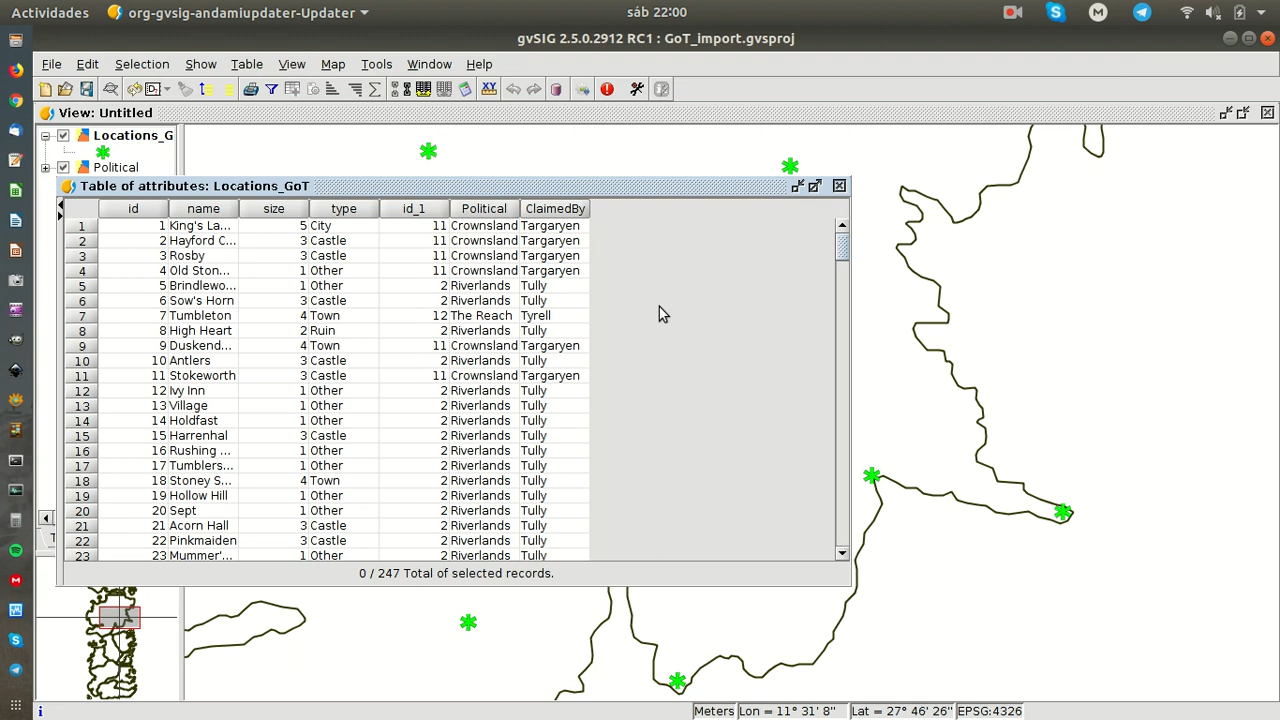 Actividades org-gvsig-andamiupdater-Updater sáb 22:00
gvSIG 2.5.0.2912 RC1 : GoT_import.gvsproj
File Edit Selection Show Table View Map Tools Window Help
View: Untitled
Locations_G
Political
Table of attributes: Locations_GoT
id name size type id_1 Political ClaimedBy
1 1 King's La... 5 City 11 Crownsland Targaryen
2 2 Hayford C... 3 Castle 11 Crownsland Targaryen
3 3 Rosby 3 Castle 11 Crownsland Targaryen
4 4 Old Ston... 1 Other 11 Crownsland Targaryen
5 5 Brindlewo... 1 Other 2 Riverlands Tully
6 6 Sow's Horn 3 Castle 2 Riverlands Tully
7 7 Tumbleton 4 Town 12 The Reach Tyrell
8 8 High Heart 2 Ruin 2 Riverlands Tully
9 9 Duskend... 4 Town 11 Crownsland Targaryen
10 10 Antlers 3 Castle 2 Riverlands Tully
11 11 Stokeworth 3 Castle 11 Crownsland Targaryen
12 12 Ivy Inn 1 Other 2 Riverlands Tully
13 13 Village 1 Other 2 Riverlands Tully
14 14 Holdfast 1 Other 2 Riverlands Tully
15 15 Harrenhal 3 Castle 2 Riverlands Tully
16 16 Rushing ... 1 Other 2 Riverlands Tully
17 17 Tumblers... 1 Other 2 Riverlands Tully
18 18 Stoney S... 4 Town 2 Riverlands Tully
19 19 Hollow Hill 1 Other 2 Riverlands Tully
20 20 Sept 1 Other 2 Riverlands Tully
21 21 Acorn Hall 3 Castle 2 Riverlands Tully
22 22 Pinkmaiden 3 Castle 2 Riverlands Tully
23 23 Mummer'... 1 Other 2 Riverlands Tully
0 / 247 Total of selected records.
Meters Lon = 11° 31' 8" Lat = 27° 46' 26" EPSG:4326